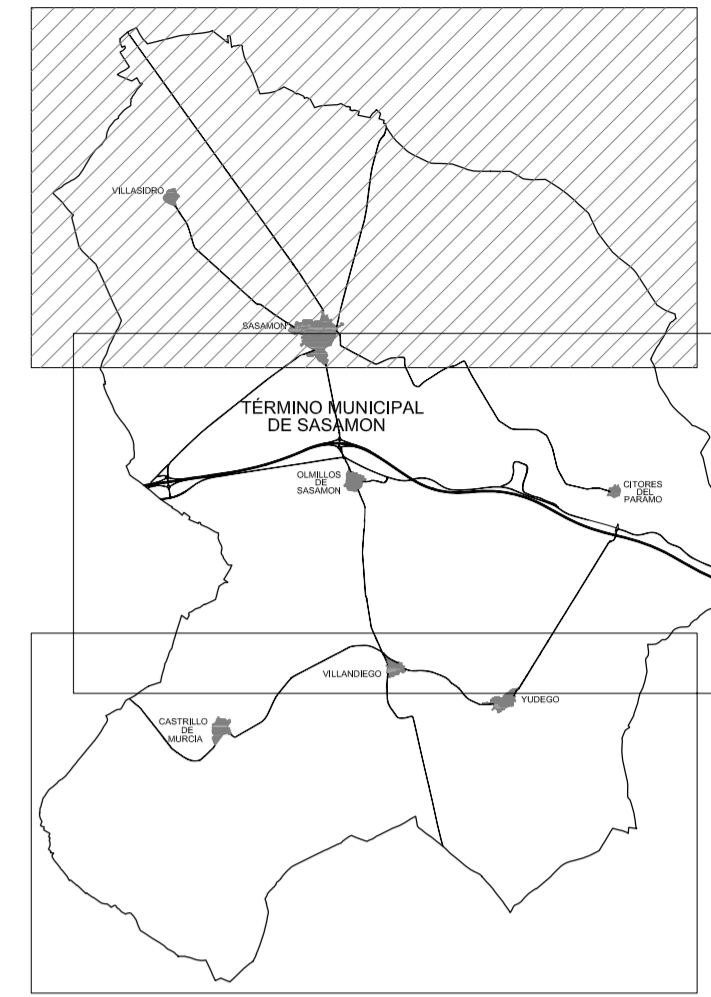 VILLASIDRO
SASAMON
TÉRMINO MUNICIPAL
DE SASAMON
OLMILLOS
DE
SASAMON
CITORES
DEL
PARAMO
VILLANDIEGO
YUDEGO
CASTRILLO
DE
MURCIA